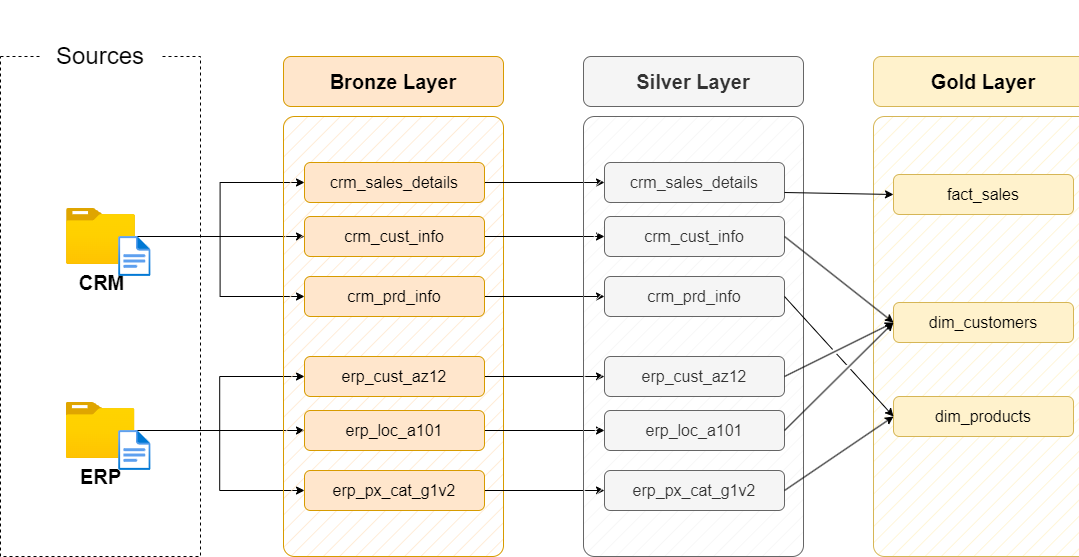 Sources
Bronze Layer
Silver Layer
Gold Layer
crm_sales_details
crm_sales_details
fact_sales
crm_cust_info
crm_cust_info
CRM
crm_prd_info
crm_prd_info
dim_customers
erp_cust_az12
erp_cust_az12
dim_products
erp_loc_a101
erp_loc_a101
ERP
erp_px_cat_g1v2
erp_px_cat_g1v2